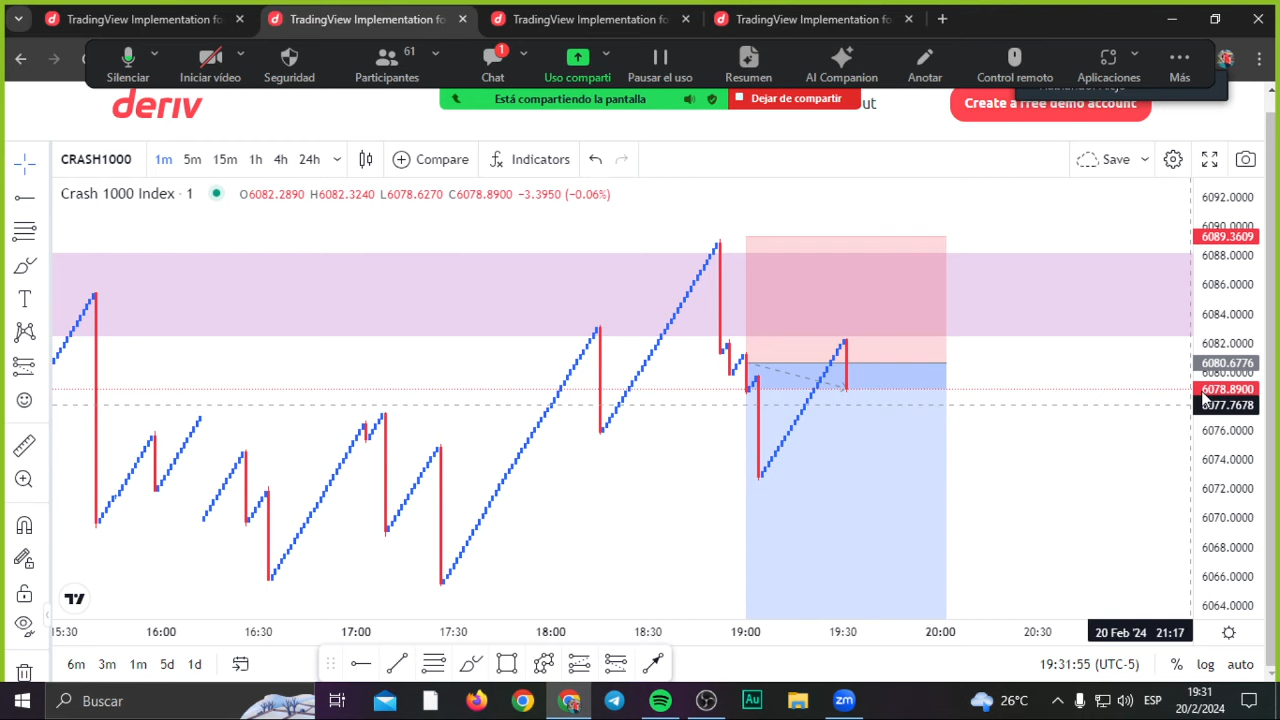 TradingView Implementation fo
TradingView Implementation fo
TradingView Implementation fo
TradingView Implementation fo
Silenciar
Iniciar vídeo
Seguridad
61
Participantes
1
Chat
Uso comparti
Pausar el uso
Resumen
AI Companion
Anotar
Control remoto
Aplicaciones
Más
deriv
Está compartiendo la pantalla
Dejar de compartir
out
Create a free demo account
CRASH1000
1m 5m 15m 1h 4h 24h
Compare
Indicators
Save
Crash 1000 Index · 1
O6082.2890 H6082.3240 L6078.6270 C6078.8900 −3.3950 (−0.06%)
6092.0000
6090.0000
6089.3609
6088.0000
6086.0000
6084.0000
6082.0000
6080.6776
6080.0000
6078.8900
6077.7678
6076.0000
6074.0000
6072.0000
6070.0000
6068.0000
6066.0000
6064.0000
15:30 16:00 16:30 17:00 17:30 18:00 18:30 19:00 19:30 20:00 20:30 20 Feb '24 21:17
6m 3m 1m 5d 1d
19:31:55 (UTC-5) % log auto
Buscar
Au
zm
26°C
ESP
19:31
20/2/2024